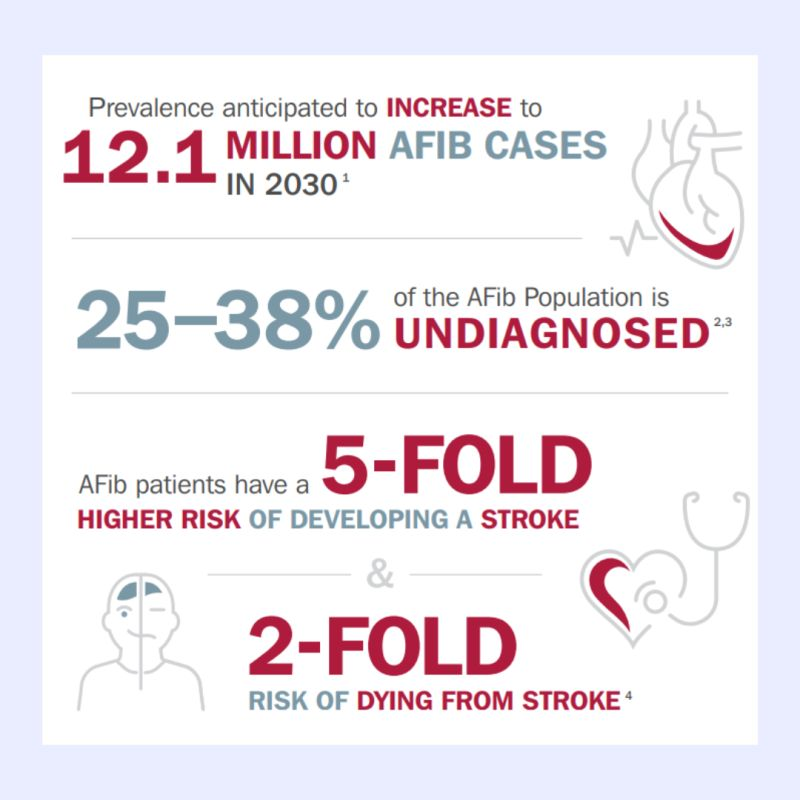 Prevalence anticipated to INCREASE to
12.1 MILLION AFIB CASES
IN 2030 1
25–38% of the AFib Population is
UNDIAGNOSED 2,3
AFib patients have a 5-FOLD
HIGHER RISK OF DEVELOPING A STROKE
&
2-FOLD
RISK OF DYING FROM STROKE 4